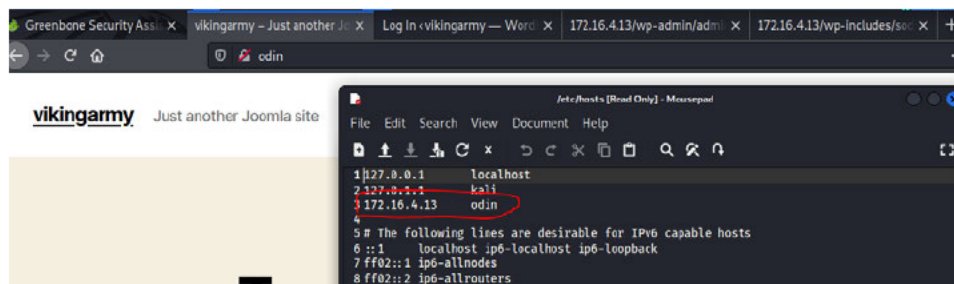 Greenbone Security Assis
vikingarmy – Just another Jo
Log In ‹ vikingarmy — Word
172.16.4.13/wp-admin/admi
172.16.4.13/wp-includes/so
odin
vikingarmy Just another Joomla site
/etc/hosts [Read Only] - Mousepad
File Edit Search View Document Help
1 127.0.0.1 localhost
2 127.0.1.1 kali
3 172.16.4.13 odin
4
5 # The following lines are desirable for IPv6 capable hosts
6 ::1 localhost ip6-localhost ip6-loopback
7 ff02::1 ip6-allnodes
8 ff02::2 ip6-allrouters